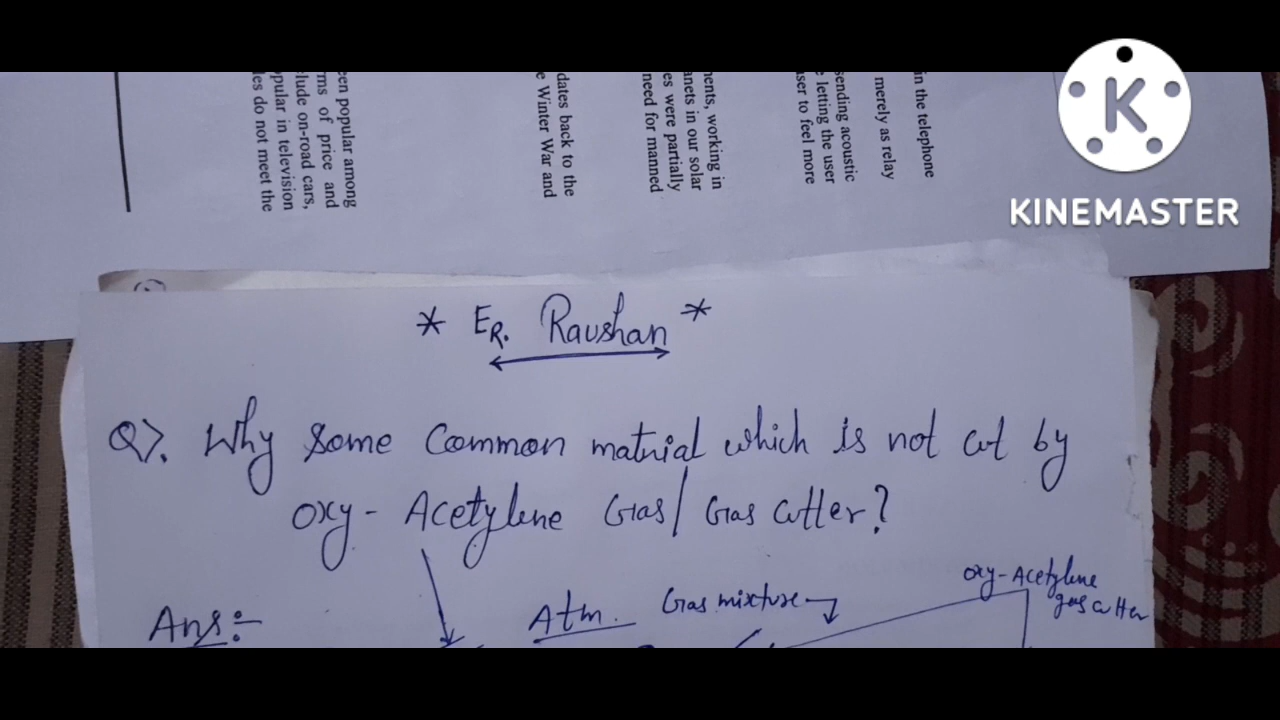 in the telephone
merely as relay
sending acoustic
letting the user
user to feel more
ments, working in
anets in our solar
es were partially
need for manned
dates back to the
e Winter War and
een popular among
rms of price and
lude on-road cars,
pular in television
les do not meet the
K
KINEMASTER
* ER. Raushan *
Q>. Why some common matrial which is not cut by
oxy-Acetylene Gas/Gas cutter?
oxy-Acetylene
gas cutter
Ans:-
Atm. Gas mixture